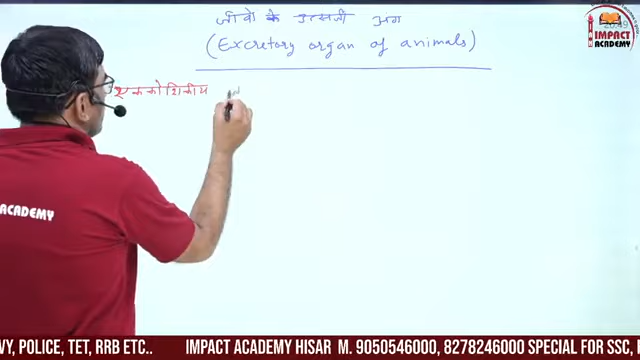 जीवों के उत्सर्जी अंग
(Excretory organ of animals)
एककोशिकीय
IMPACT
ACADEMY
ACADEMY
VY, POLICE, TET, RRB ETC.. IMPACT ACADEMY HISAR M. 9050546000, 8278246000 SPECIAL FOR SSC,